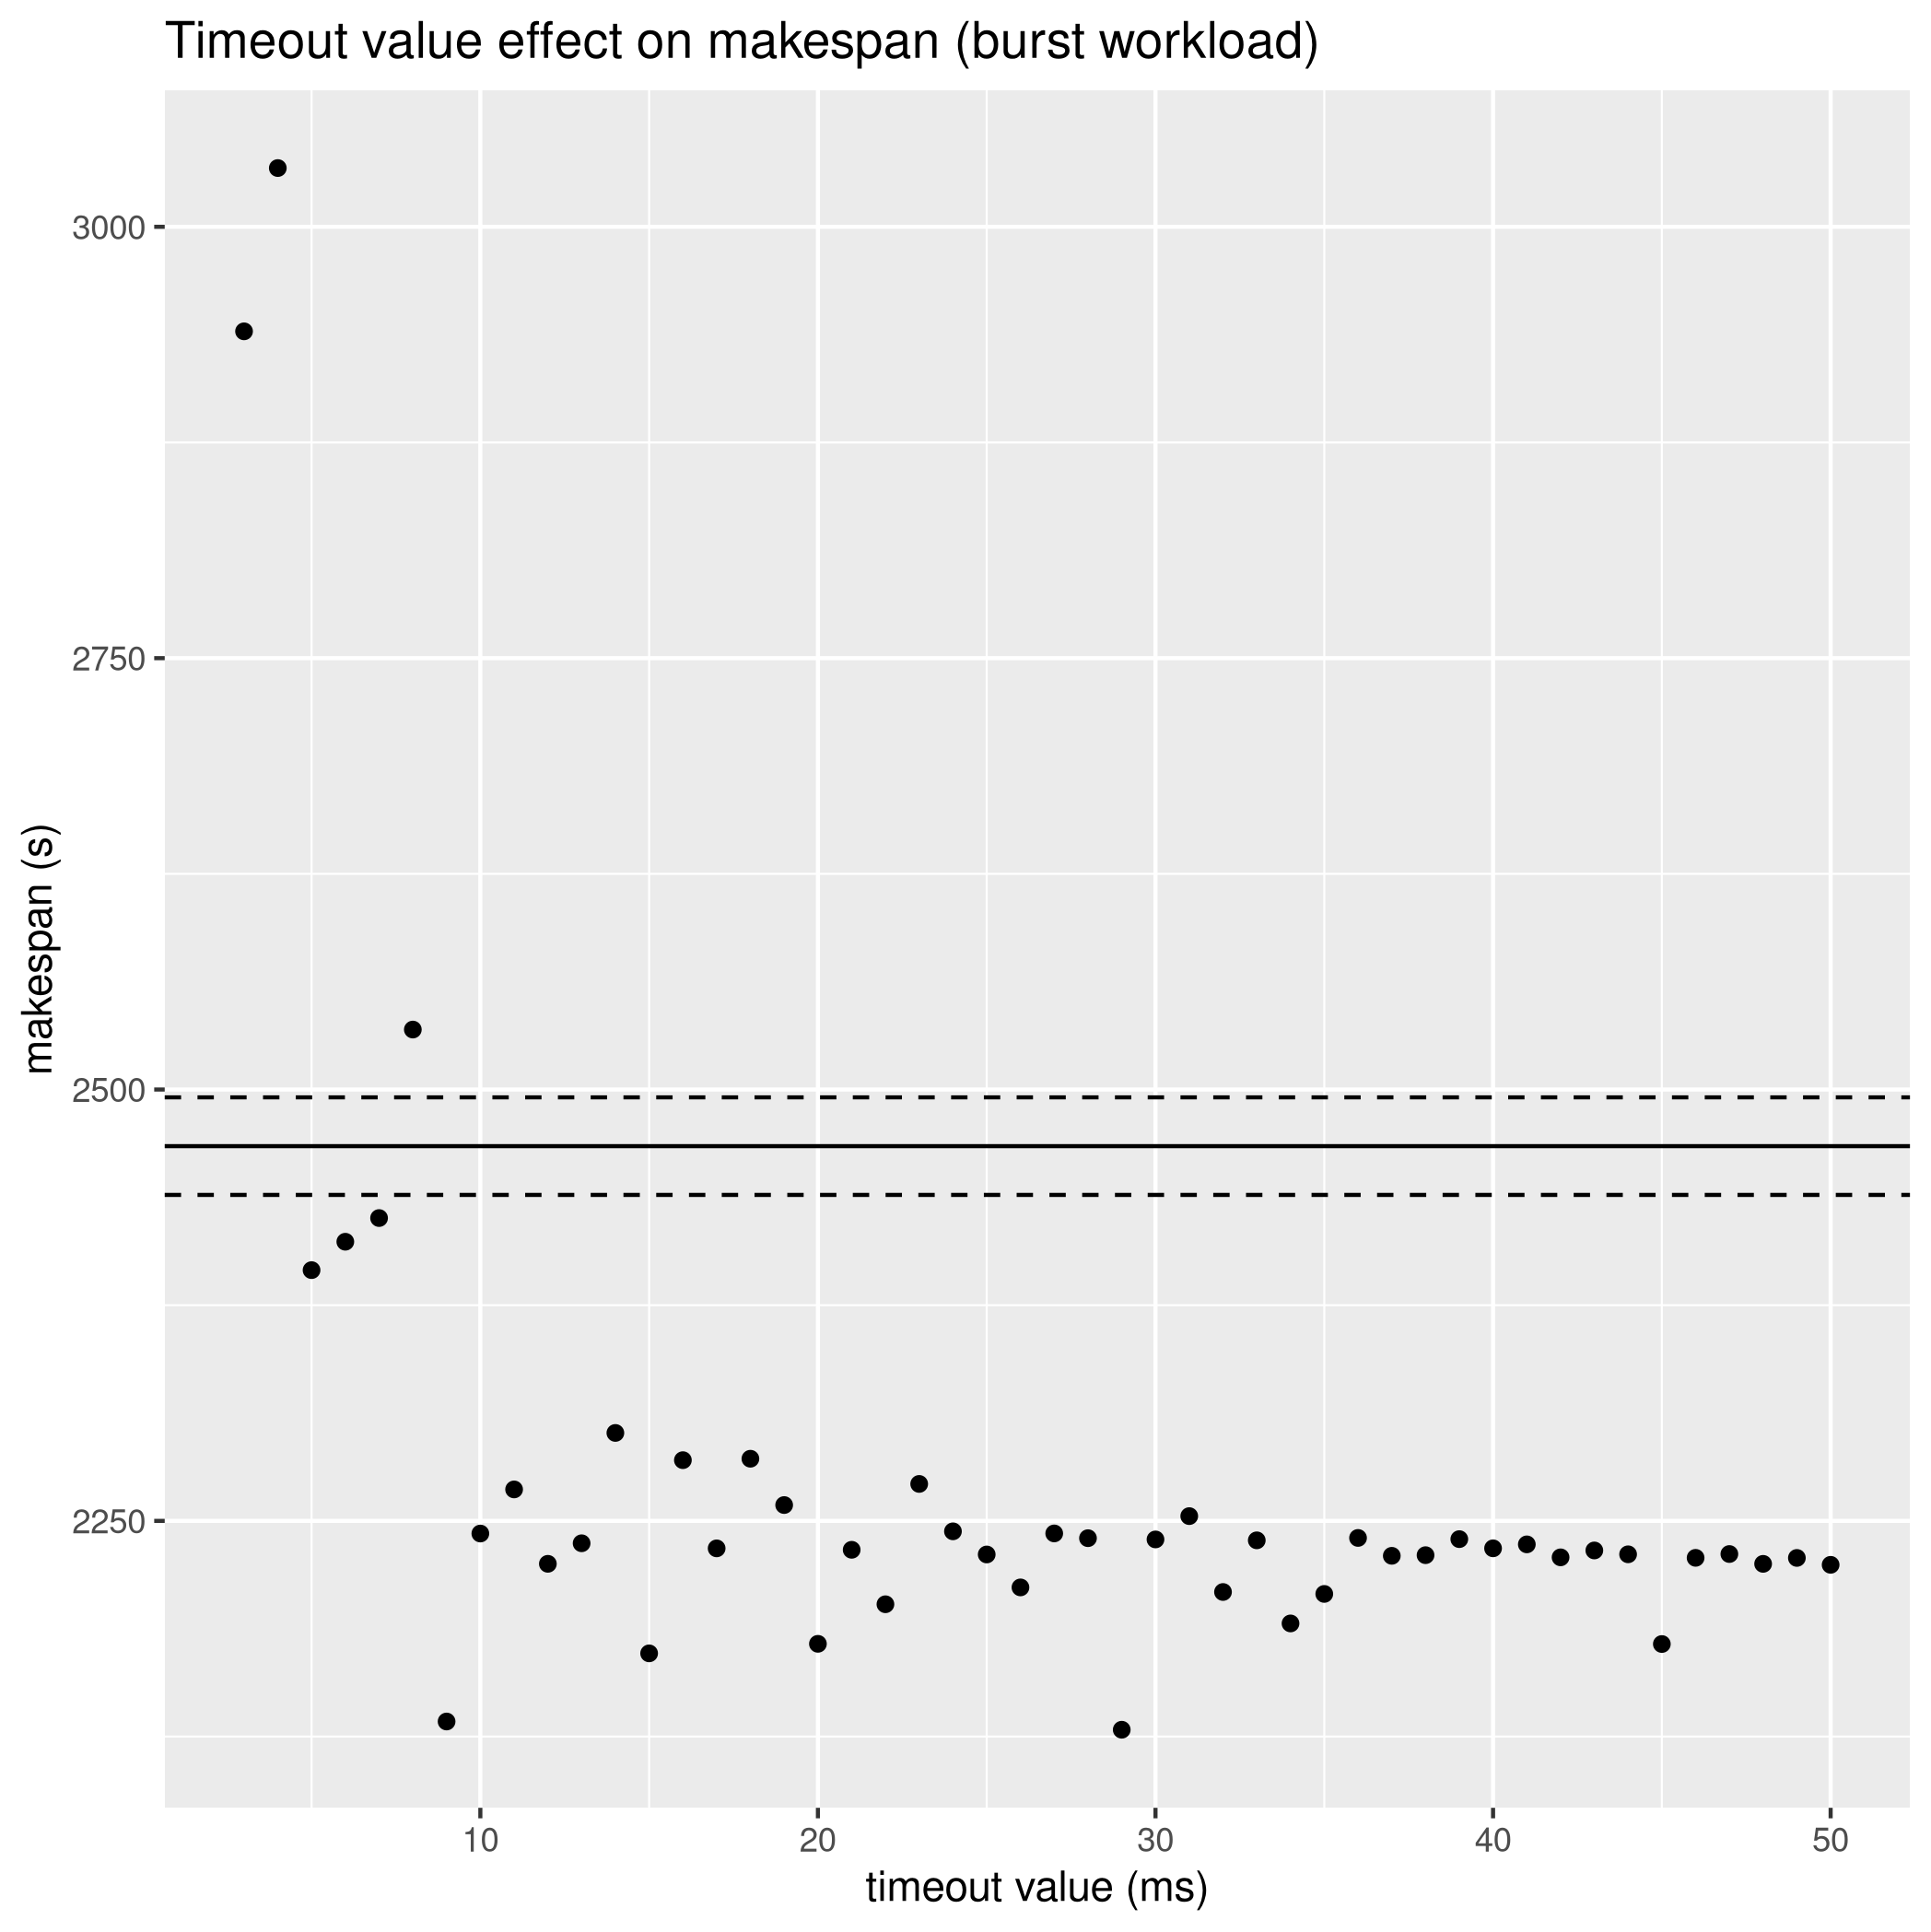 Timeout value effect on makespan (burst workload)
3000
2750
2500
2250
makespan (s)
10 20 30 40 50
timeout value (ms)